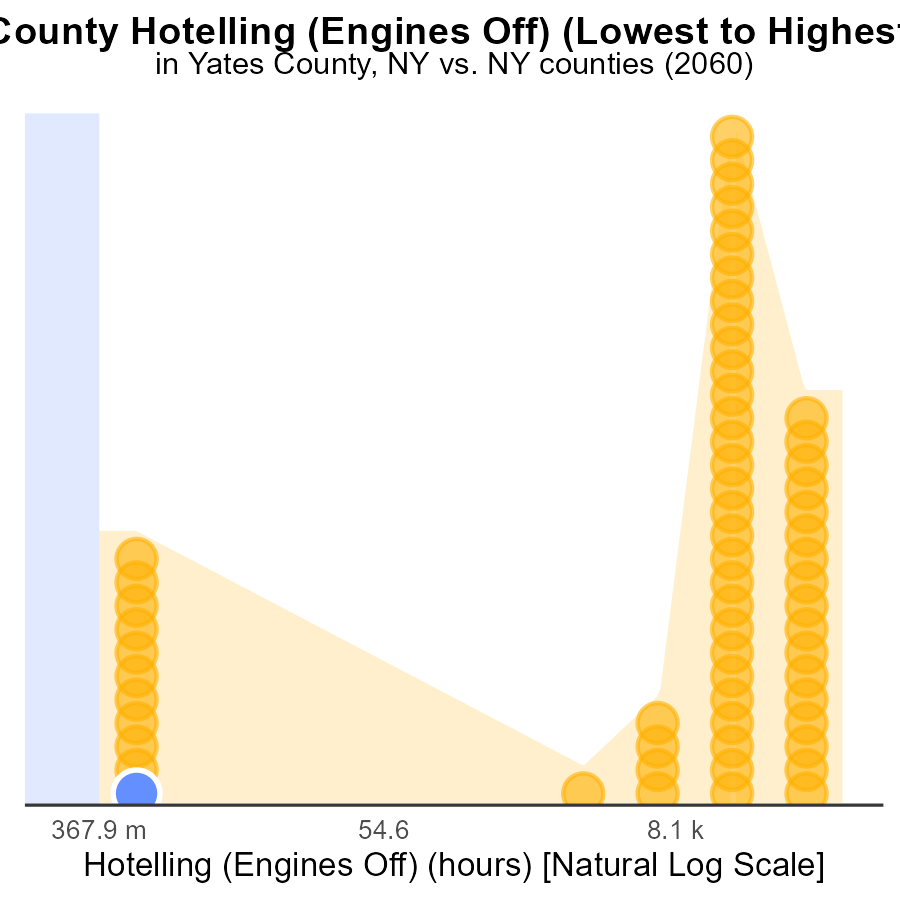 County Hotelling (Engines Off) (Lowest to Highest
in Yates County, NY vs. NY counties (2060)
367.9 m 54.6 8.1 k
Hotelling (Engines Off) (hours) [Natural Log Scale]